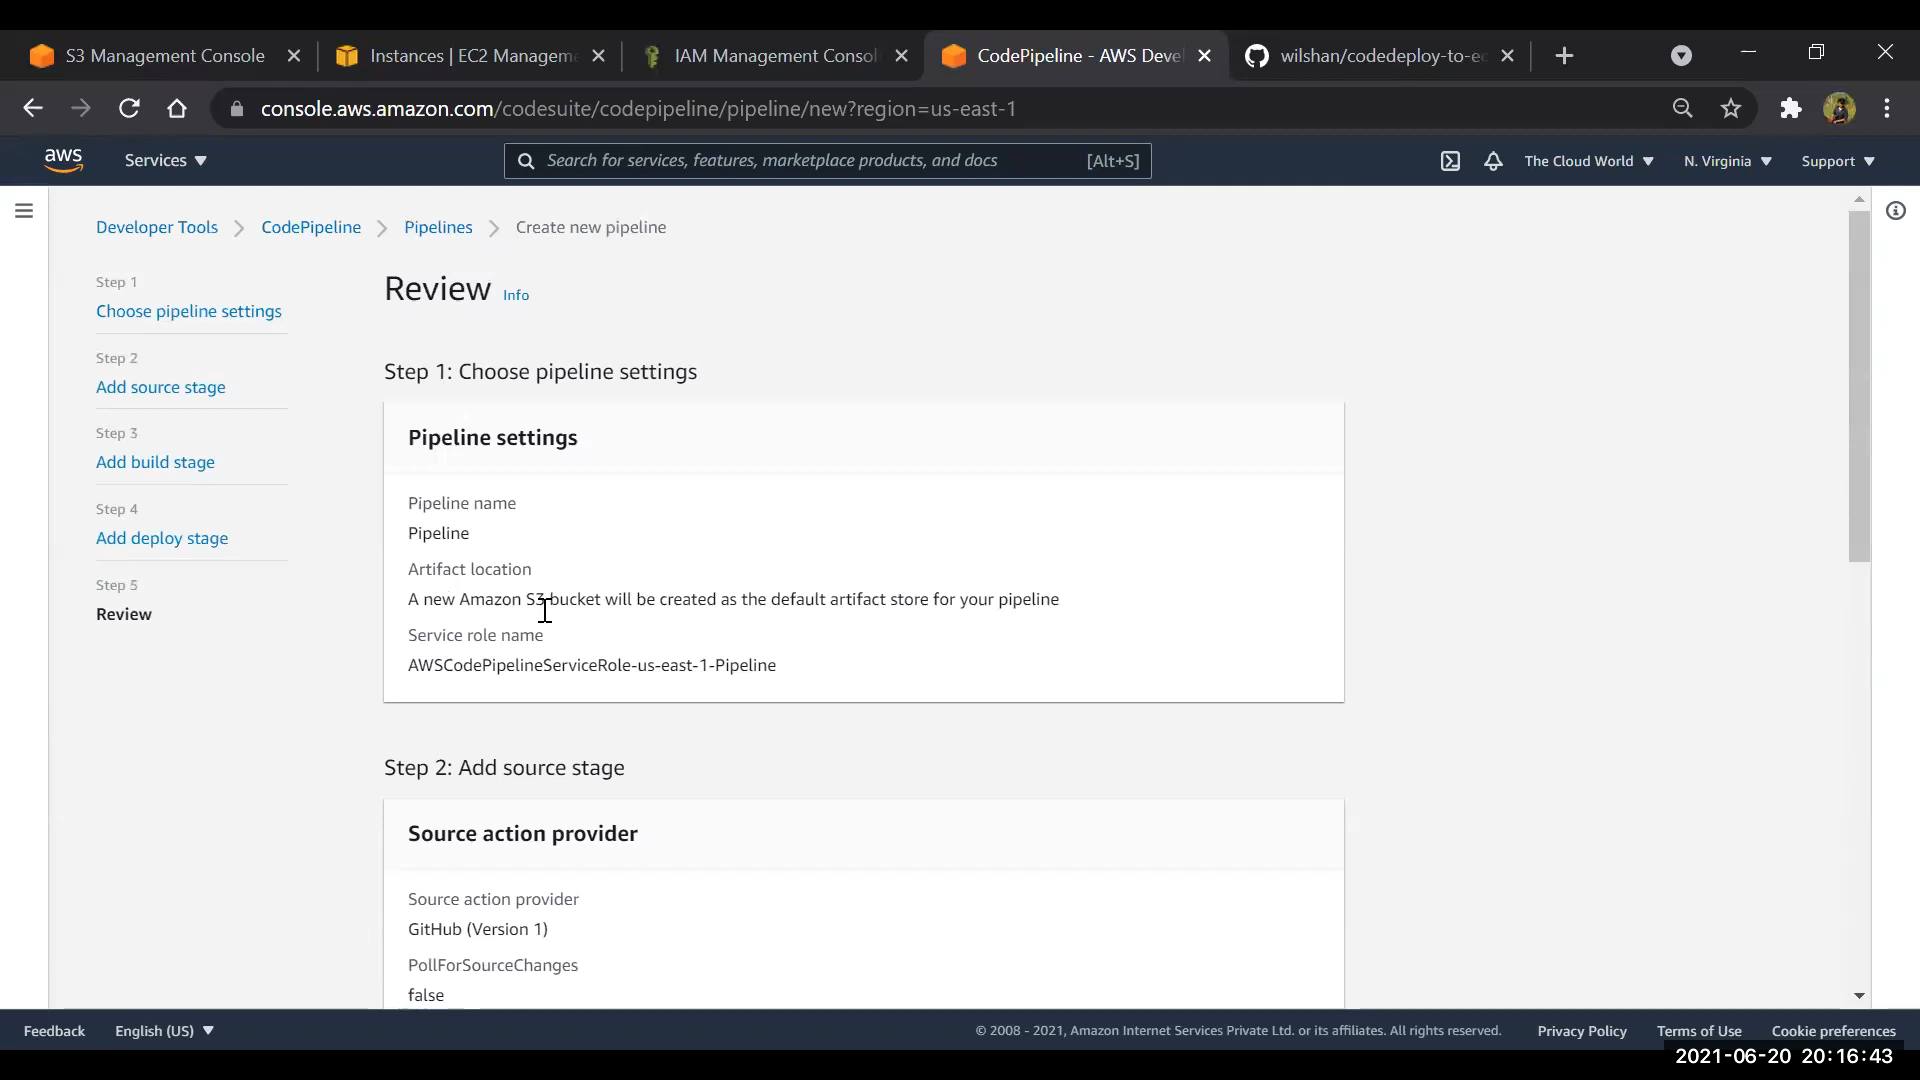 S3 Management Console
Instances | EC2 Managem
IAM Management Consol
CodePipeline - AWS Deve
wilshan/codedeploy-to-ec
console.aws.amazon.com/codesuite/codepipeline/pipeline/new?region=us-east-1
aws
Services
Search for services, features, marketplace products, and docs
[Alt+S]
The Cloud World
N. Virginia
Support
Developer Tools
CodePipeline
Pipelines
Create new pipeline
Step 1
Choose pipeline settings
Step 2
Add source stage
Step 3
Add build stage
Step 4
Add deploy stage
Step 5
Review
Review Info
Step 1: Choose pipeline settings
Pipeline settings
Pipeline name
Pipeline
Artifact location
A new Amazon S3 bucket will be created as the default artifact store for your pipeline
Service role name
AWSCodePipelineServiceRole-us-east-1-Pipeline
Step 2: Add source stage
Source action provider
Source action provider
GitHub (Version 1)
PollForSourceChanges
false
Feedback
English (US)
© 2008 - 2021, Amazon Internet Services Private Ltd. or its affiliates. All rights reserved.
Privacy Policy
Terms of Use
Cookie preferences
2021-06-20 20:16:43